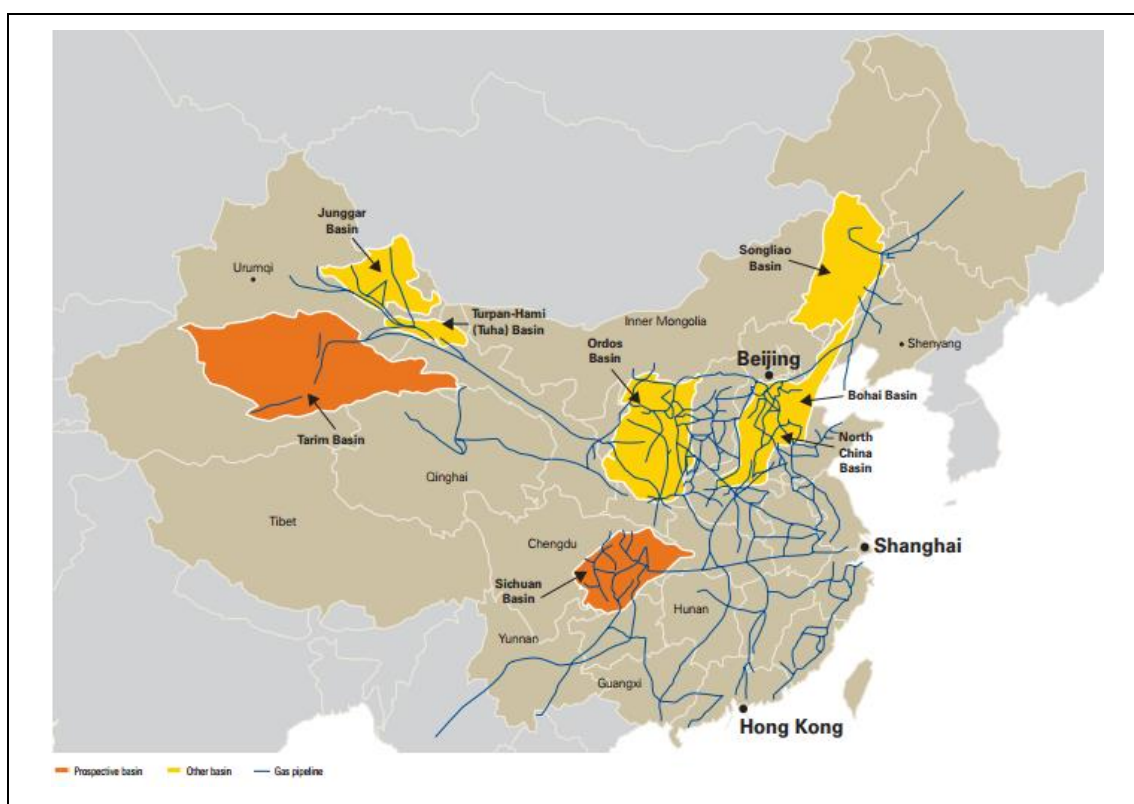 Junggar
Basin
Urumqi
Songliao
Basin
Turpan-Hami
(Tuha) Basin
Inner Mongolia
Ordos
Basin
Shenyang
Beijing
Bohai Basin
Tarim Basin
North
China
Basin
Qinghai
Tibet
Chengdu
Shanghai
Sichuan
Basin
Hunan
Yunnan
Guangxi
Hong Kong
Prospective basin Other basin Gas pipeline